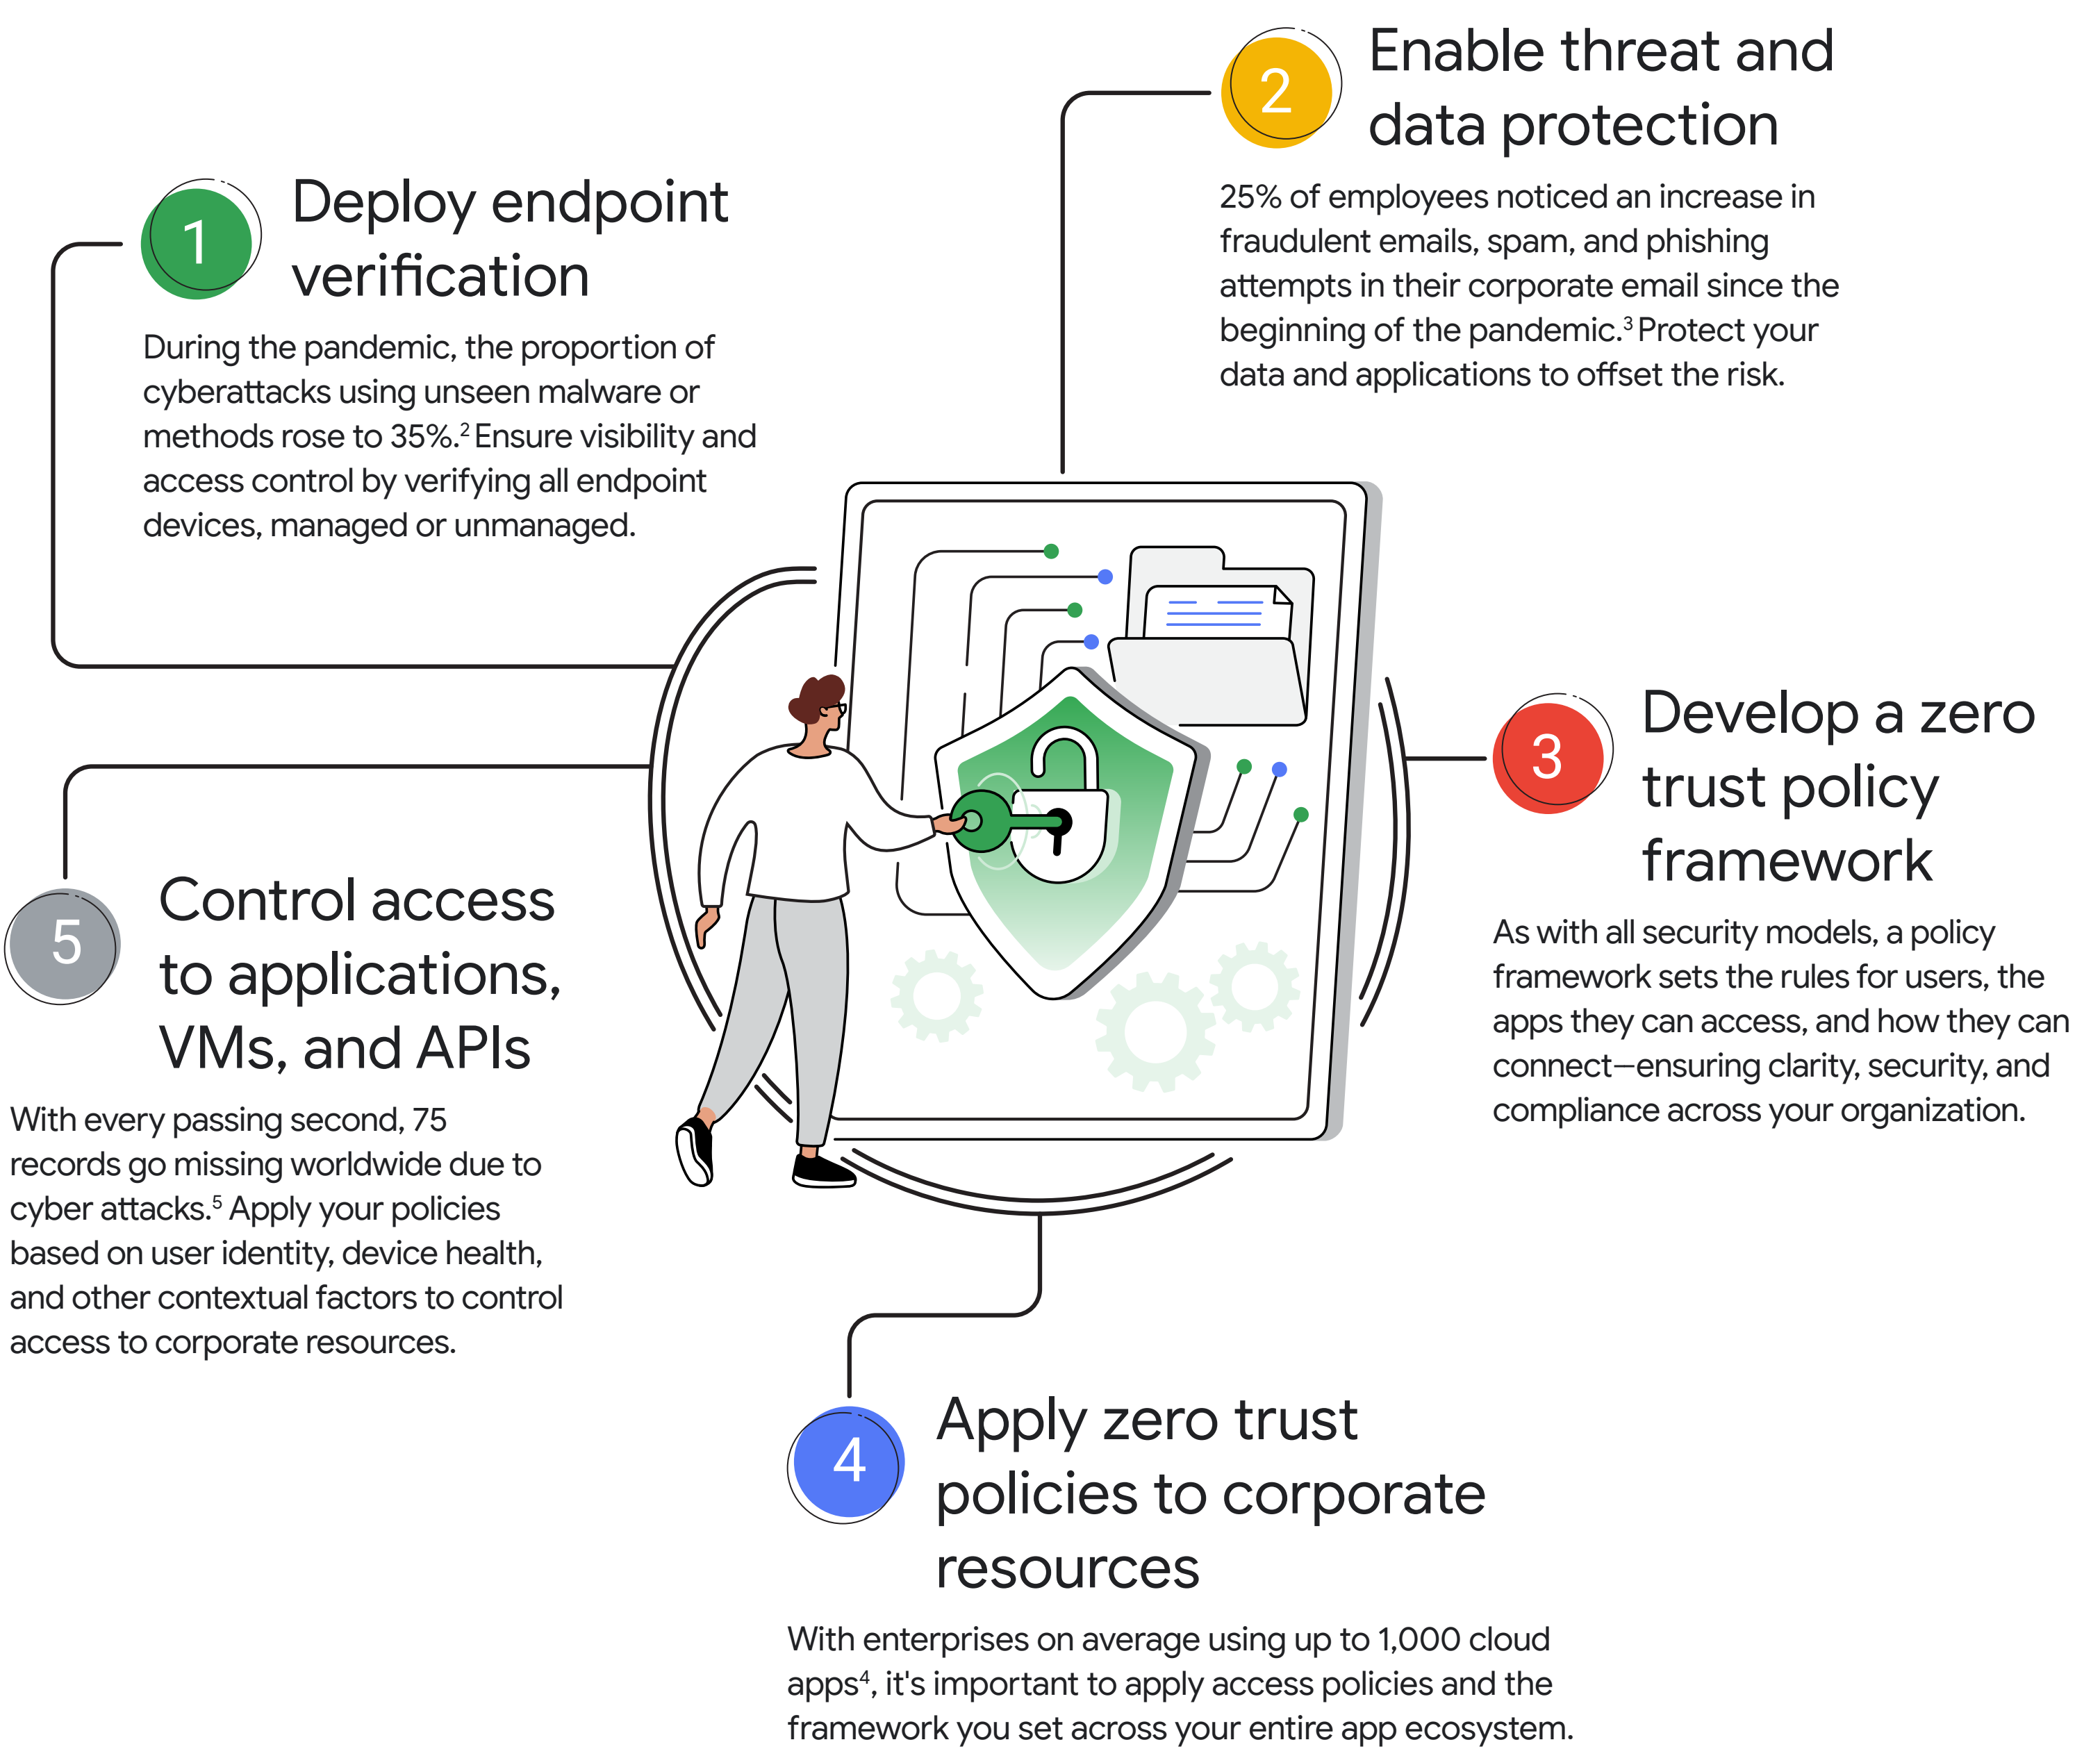 1
Deploy endpoint
verification
During the pandemic, the proportion of
cyberattacks using unseen malware or
methods rose to 35%.² Ensure visibility and
access control by verifying all endpoint
devices, managed or unmanaged.
2
Enable threat and
data protection
25% of employees noticed an increase in
fraudulent emails, spam, and phishing
attempts in their corporate email since the
beginning of the pandemic.³ Protect your
data and applications to offset the risk.
3
Develop a zero
trust policy
framework
As with all security models, a policy
framework sets the rules for users, the
apps they can access, and how they can
connect—ensuring clarity, security, and
compliance across your organization.
4
Apply zero trust
policies to corporate
resources
With enterprises on average using up to 1,000 cloud
apps⁴, it's important to apply access policies and the
framework you set across your entire app ecosystem.
5
Control access
to applications,
VMs, and APIs
With every passing second, 75
records go missing worldwide due to
cyber attacks.⁵ Apply your policies
based on user identity, device health,
and other contextual factors to control
access to corporate resources.